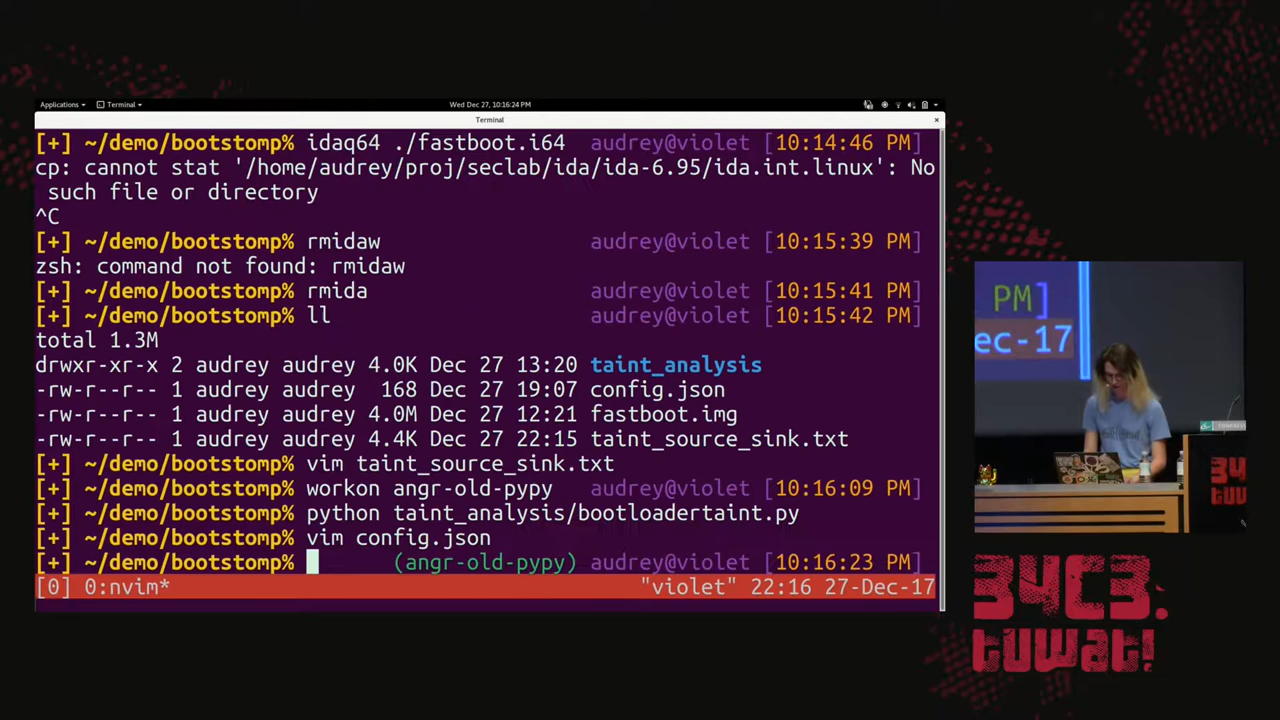 Applications ▾ Terminal ▾ Wed Dec 27, 10:16:24 PM
Terminal
[+] ~/demo/bootstomp% idaq64 ./fastboot.i64 audrey@violet [10:14:46 PM]
cp: cannot stat '/home/audrey/proj/seclab/ida/ida-6.95/ida.int.linux': No
such file or directory
^C
[+] ~/demo/bootstomp% rmidaw audrey@violet [10:15:39 PM]
zsh: command not found: rmidaw
[+] ~/demo/bootstomp% rmida audrey@violet [10:15:41 PM]
[+] ~/demo/bootstomp% ll audrey@violet [10:15:42 PM]
total 1.3M
drwxr-xr-x 2 audrey audrey 4.0K Dec 27 13:20 taint_analysis
-rw-r--r-- 1 audrey audrey 168 Dec 27 19:07 config.json
-rw-r--r-- 1 audrey audrey 4.0M Dec 27 12:21 fastboot.img
-rw-r--r-- 1 audrey audrey 4.4K Dec 27 22:15 taint_source_sink.txt
[+] ~/demo/bootstomp% vim taint_source_sink.txt
[+] ~/demo/bootstomp% workon angr-old-pypy audrey@violet [10:16:09 PM]
[+] ~/demo/bootstomp% python taint_analysis/bootloadertaint.py
[+] ~/demo/bootstomp% vim config.json
[+] ~/demo/bootstomp% (angr-old-pypy) audrey@violet [10:16:23 PM]
[0] 0:nvim* "violet" 22:16 27-Dec-17
PM]
ec-17
34C3.
tuwat!